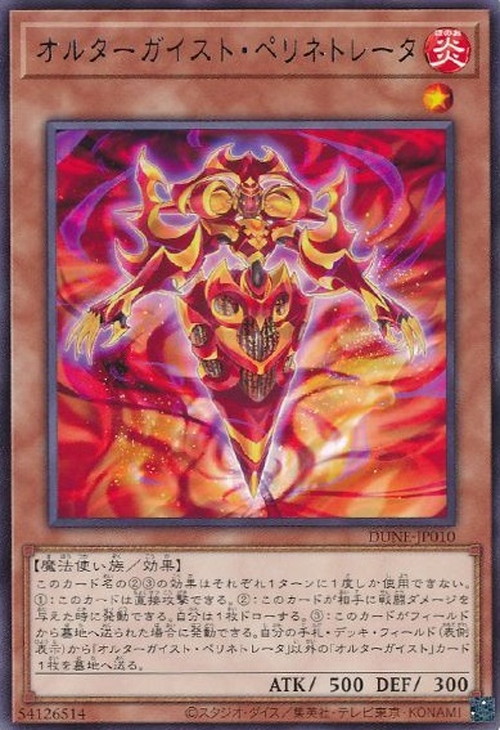 オルターガイスト・ペリネトレータ
炎
DUNE-JP010
【魔法使い族／効果】
このカード名の②③の効果はそれぞれ1ターンに1度しか使用できない。
①:このカードは直接攻撃できる。②:このカードが相手に戦闘ダメージ
を与えた時に発動できる。自分は1枚ドローする。③:このカードがフィールド
から墓地へ送られた場合に発動できる。自分の手札・デッキ・フィールド(表側
表示)から「オルターガイスト・ペリネトレータ」以外の「オルターガイスト」カード
1枚を墓地へ送る。
ATK/ 500 DEF/ 300
54126514 ©スタジオ・ダイス／集英社・テレビ東京・KONAMI